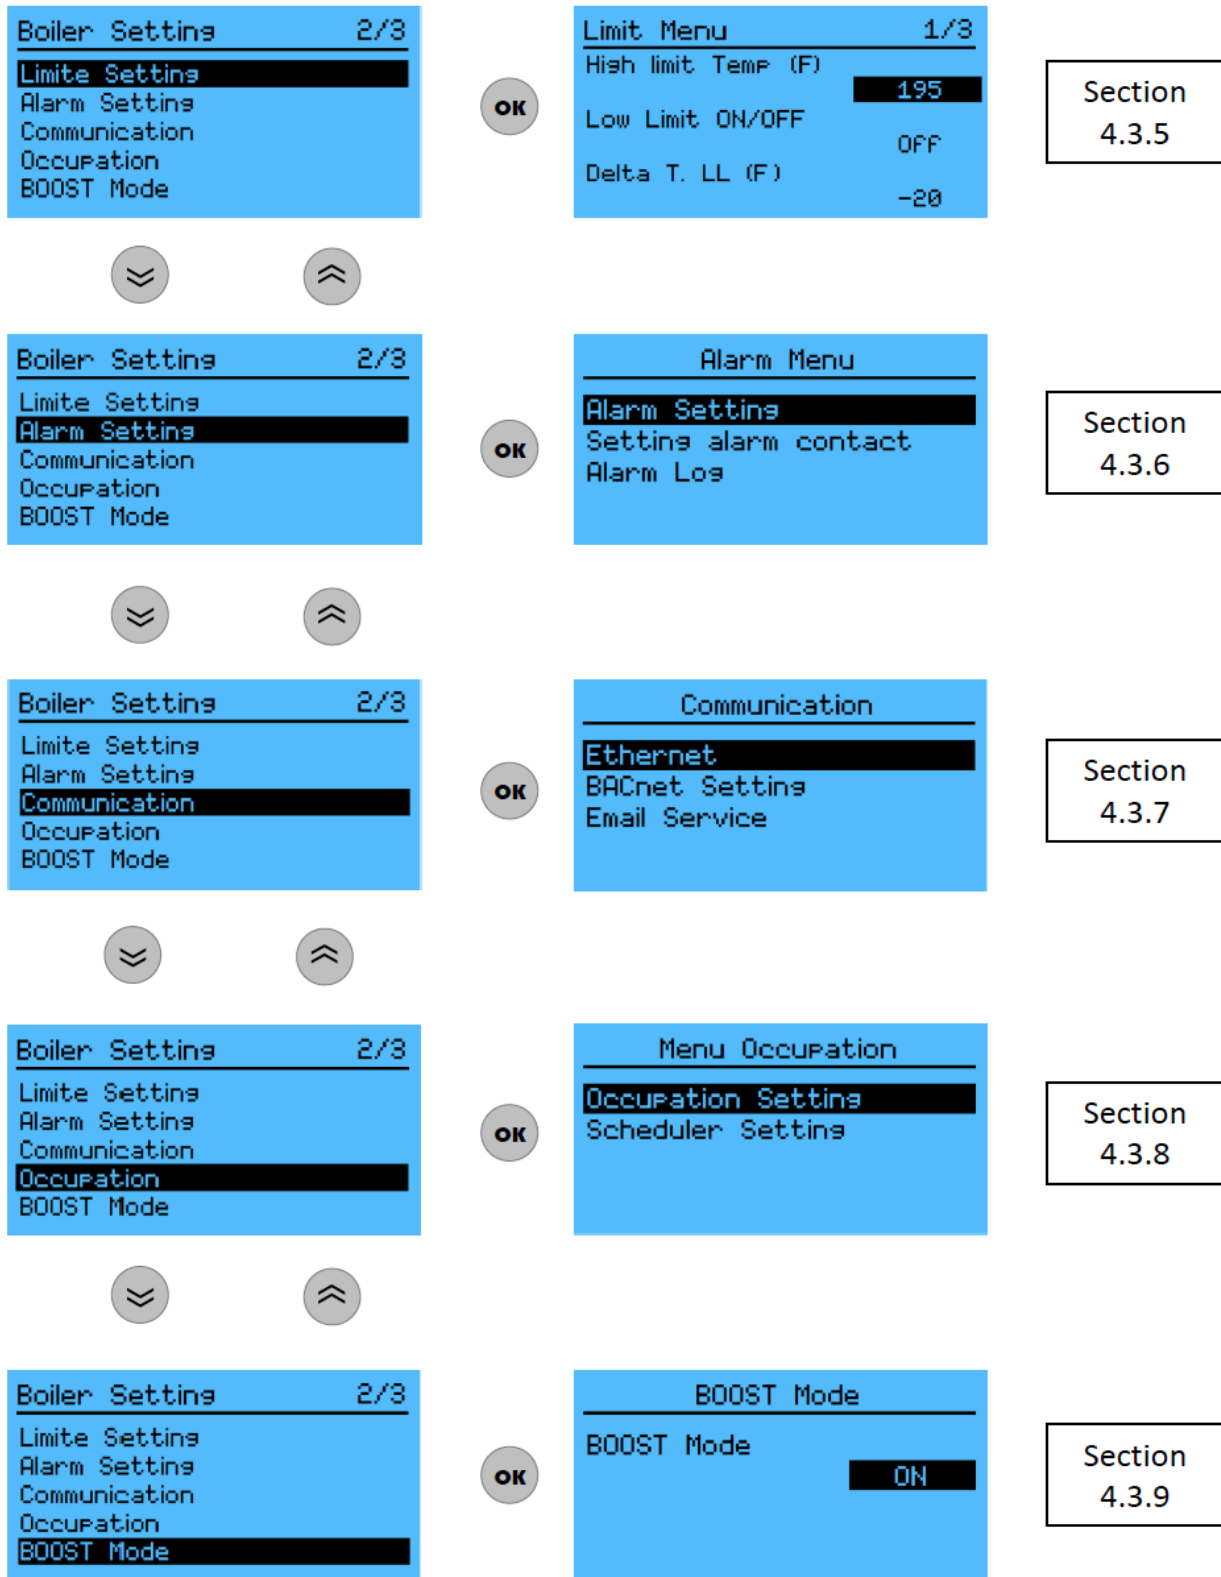 Boiler Setting 2/3
Limite Setting
Alarm Setting
Communication
Occupation
BOOST Mode
OK
Limit Menu 1/3
High limit Temp (F)
195
Low Limit ON/OFF
OFF
Delta T. LL (F)
-20
Section
4.3.5
Boiler Setting 2/3
Limite Setting
Alarm Setting
Communication
Occupation
BOOST Mode
OK
Alarm Menu
Alarm Setting
Setting alarm contact
Alarm Log
Section
4.3.6
Boiler Setting 2/3
Limite Setting
Alarm Setting
Communication
Occupation
BOOST Mode
OK
Communication
Ethernet
BACnet Setting
Email Service
Section
4.3.7
Boiler Setting 2/3
Limite Setting
Alarm Setting
Communication
Occupation
BOOST Mode
OK
Menu Occupation
Occupation Setting
Scheduler Setting
Section
4.3.8
Boiler Setting 2/3
Limite Setting
Alarm Setting
Communication
Occupation
BOOST Mode
OK
BOOST Mode
BOOST Mode
ON
Section
4.3.9